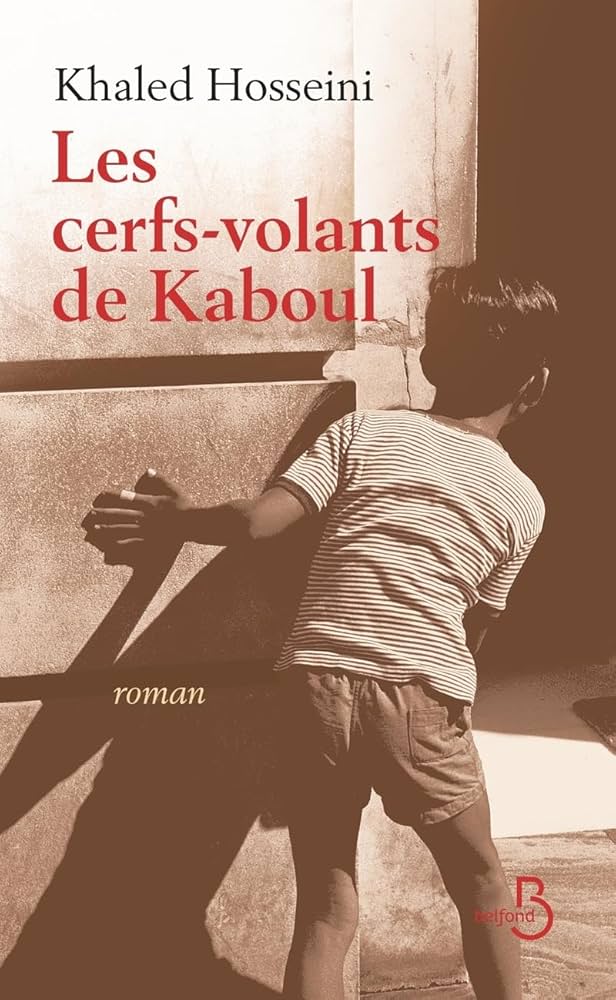 Khaled Hosseini
Les
cerfs-volants
de Kaboul
roman
belfond